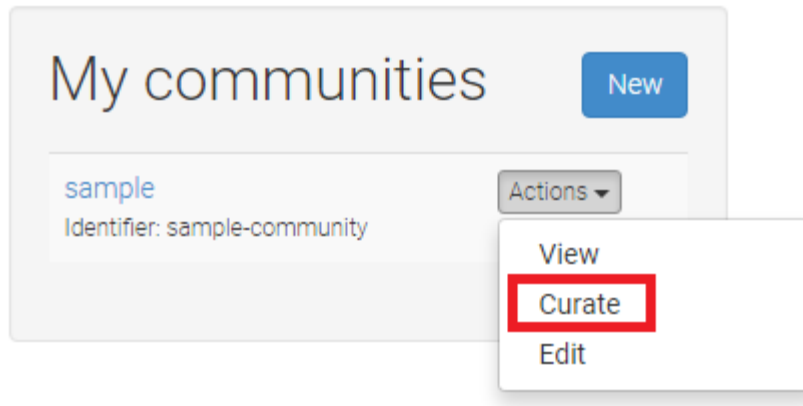 My communities
New
sample
Actions
Identifier: sample-community
View
Curate
Edit